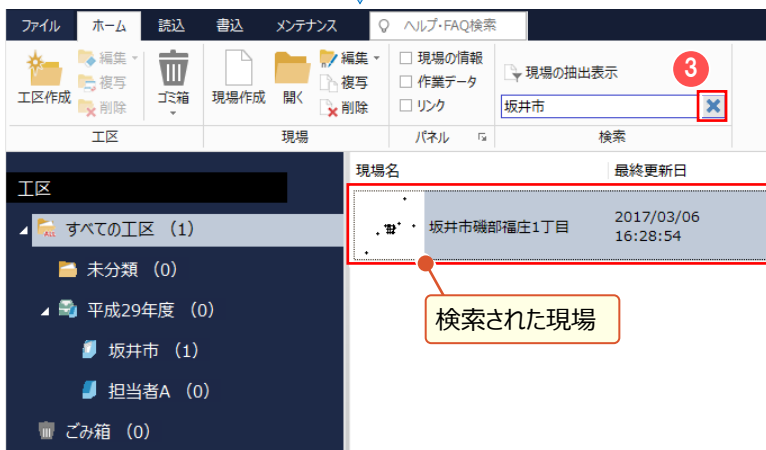 ファイル ホーム 読込 書込 メンテナンス ヘルプ・FAQ検索
工区作成 編集 複写 削除 ゴミ箱
現場作成 開く 編集 複写 削除
現場の情報
作業データ
リンク
現場の抽出表示
3
坂井市
工区 現場 パネル 検索
工区
すべての工区 (1)
未分類 (0)
平成29年度 (0)
坂井市 (1)
担当者A (0)
ごみ箱 (0)
現場名 最終更新日
坂井市磯部福庄1丁目 2017/03/06
16:28:54
検索された現場